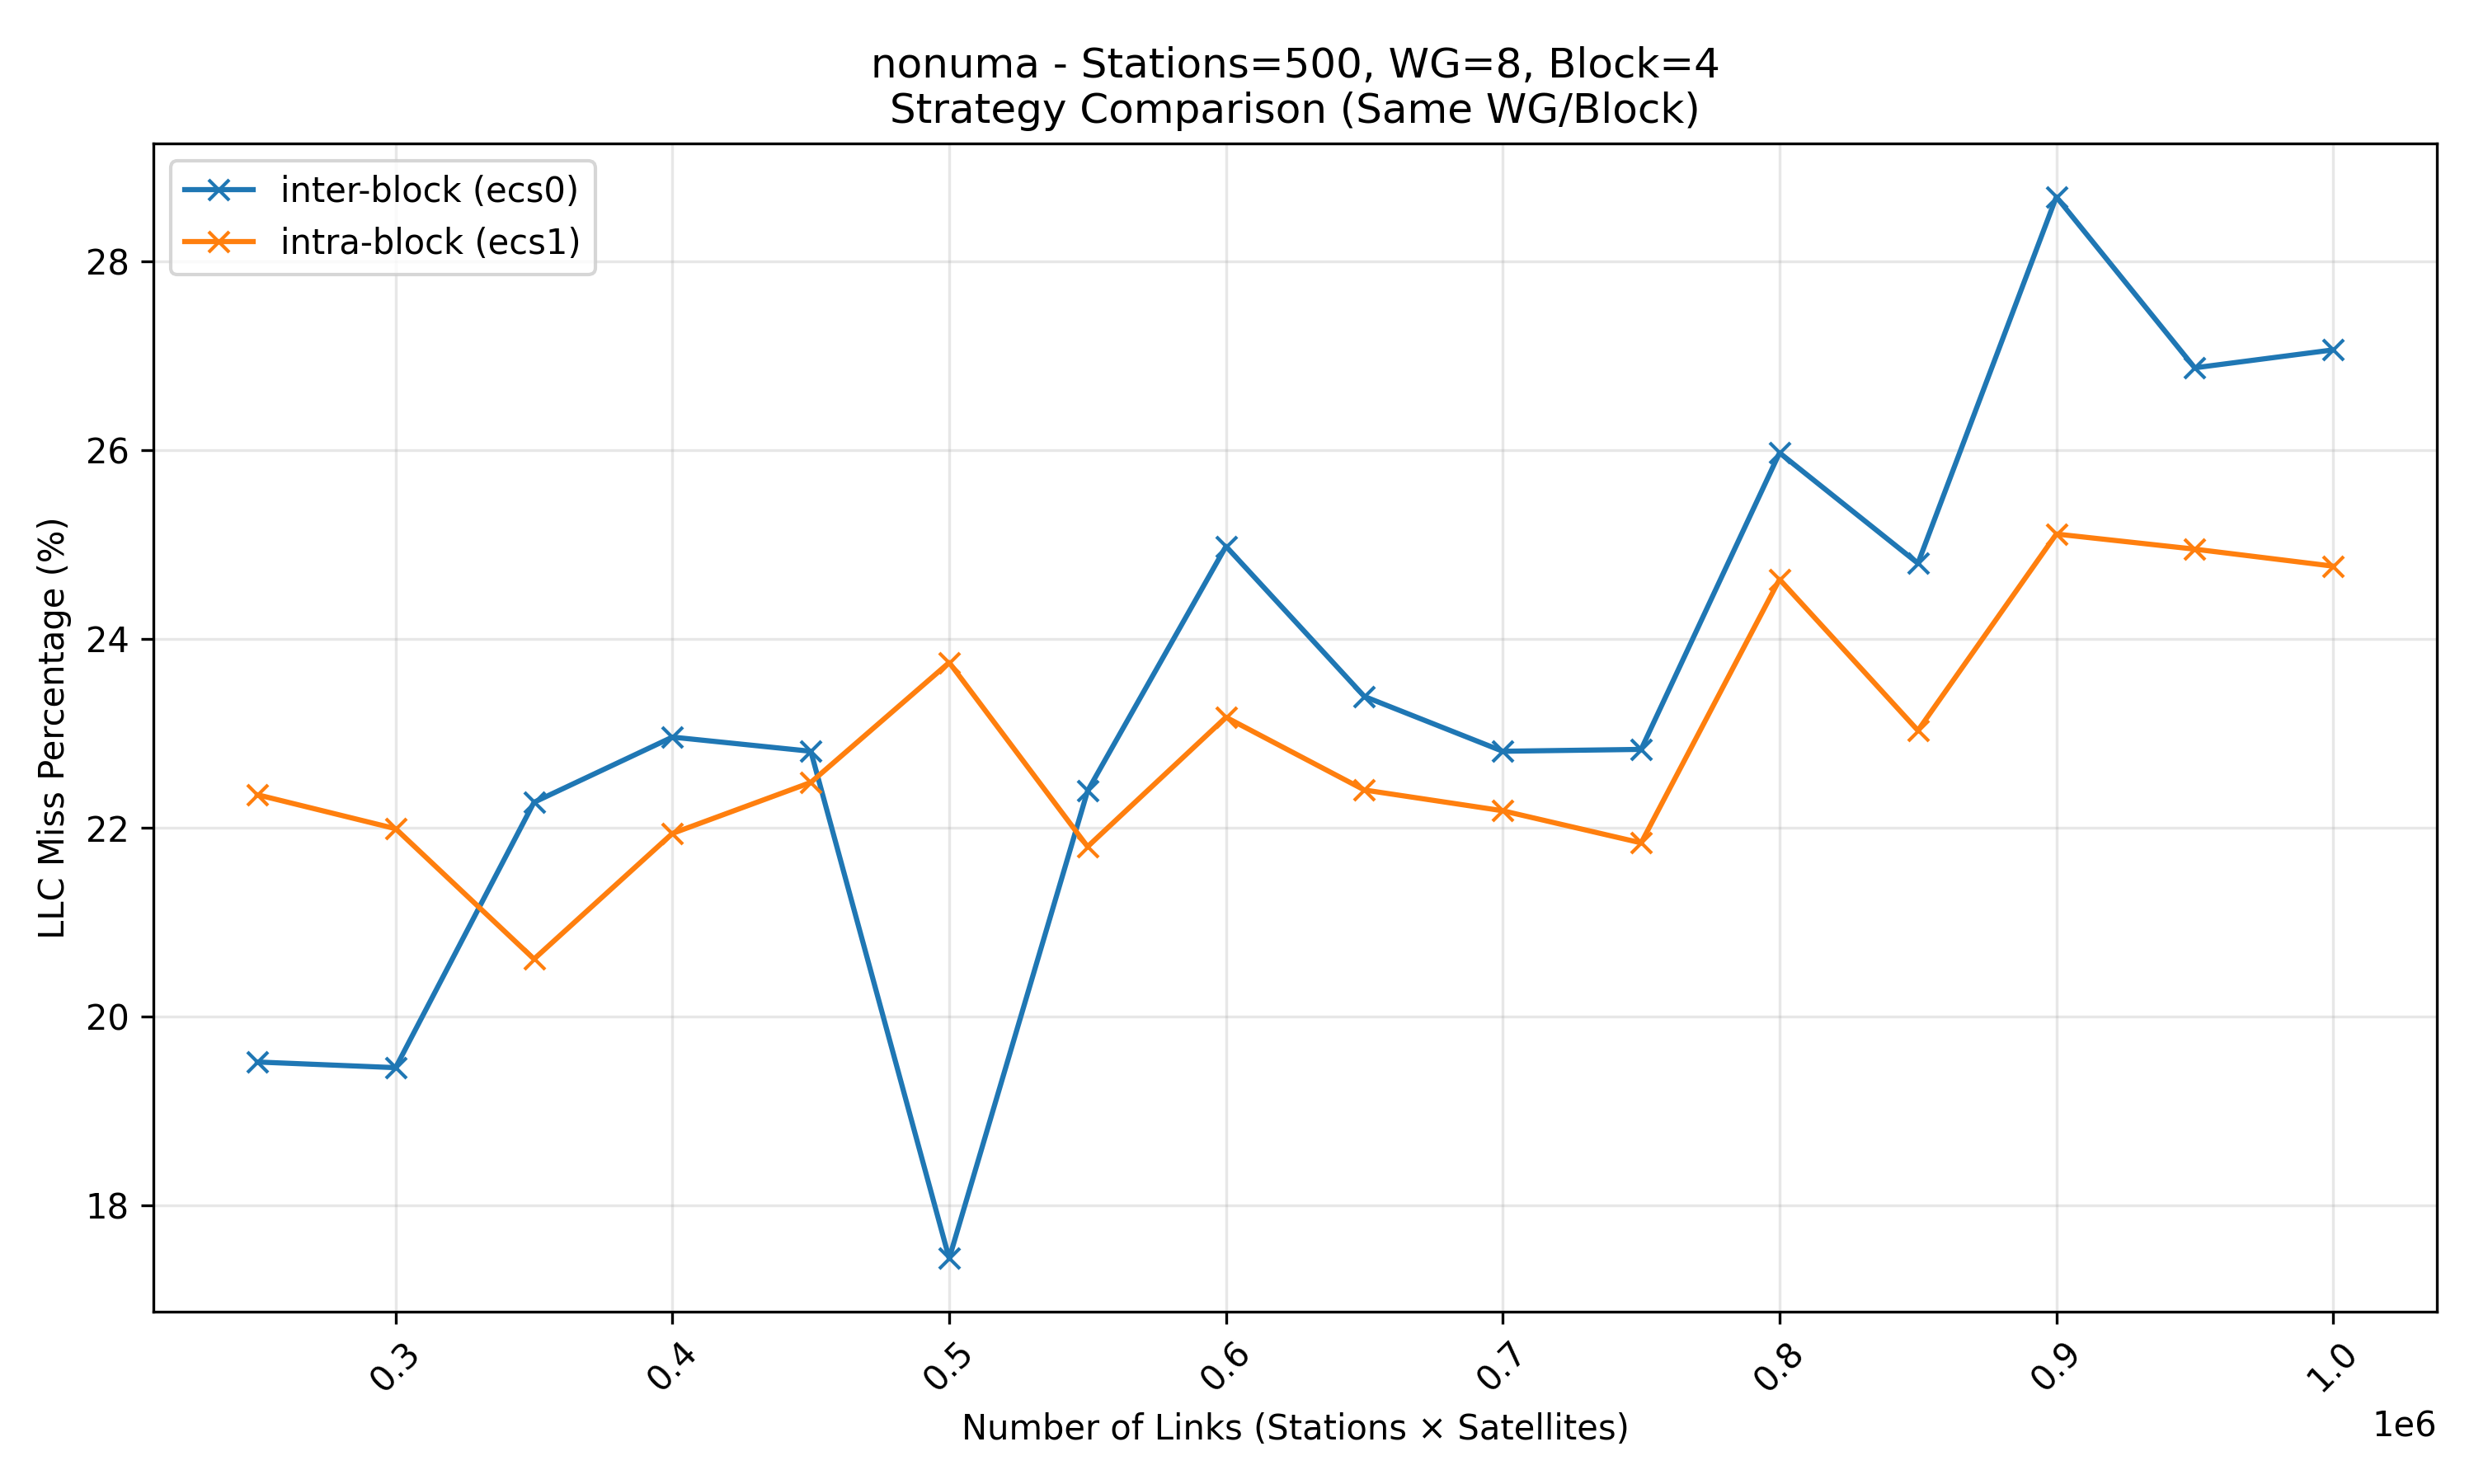 nonuma - Stations=500, WG=8, Block=4
Strategy Comparison (Same WG/Block)
inter-block (ecs0)
intra-block (ecs1)
LLC Miss Percentage (%)
28
26
24
22
20
18
0.3
0.4
0.5
0.6
0.7
0.8
0.9
1.0
1e6
Number of Links (Stations × Satellites)